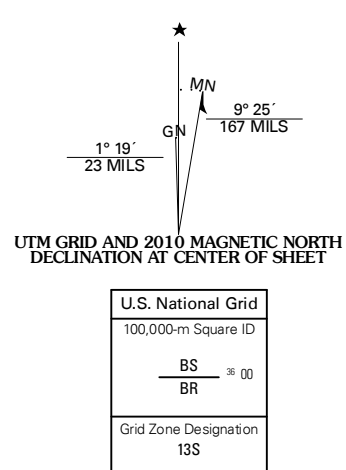 ★
MN
9° 25´
167 MILS
GN
1° 19´
23 MILS
UTM GRID AND 2010 MAGNETIC NORTH
DECLINATION AT CENTER OF SHEET
U.S. National Grid
100,000-m Square ID
BS
36 00
BR
Grid Zone Designation
13S